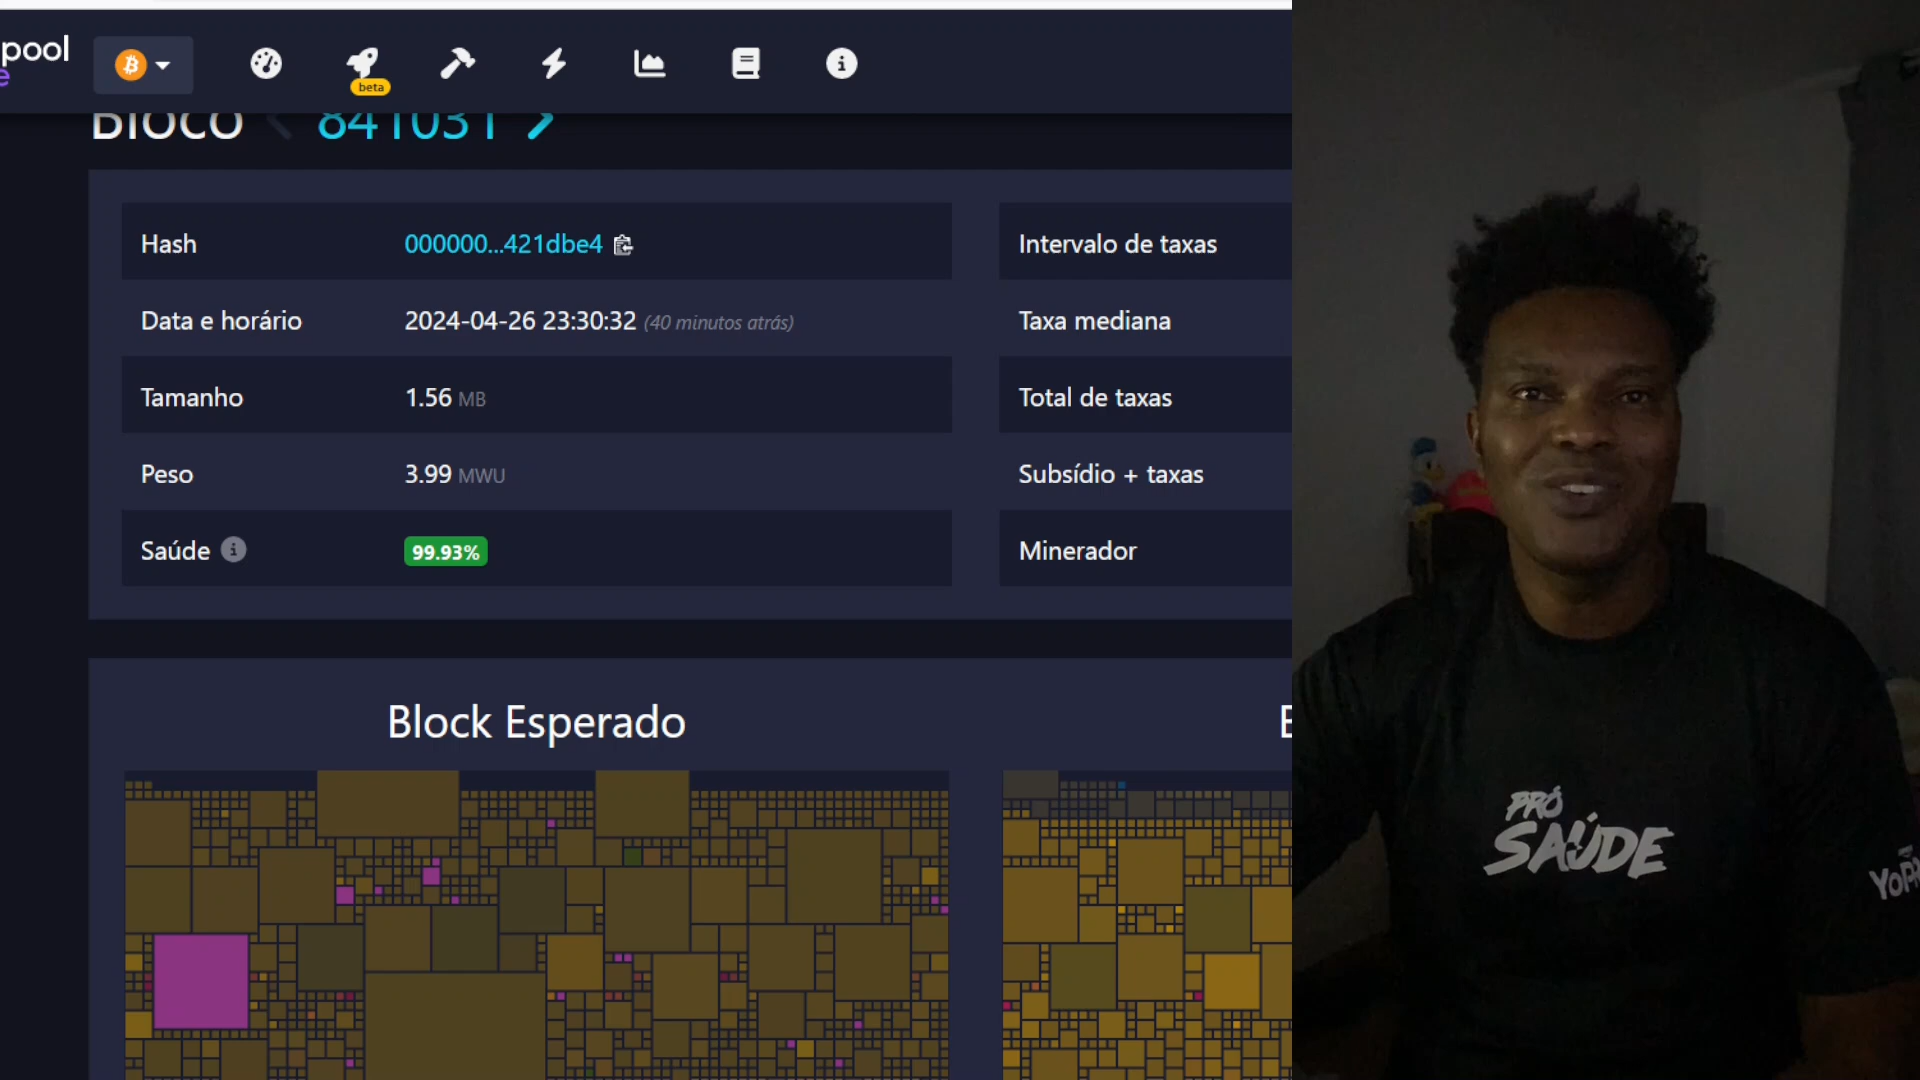 pool
e
beta
Bloco 841031
Hash 000000...421dbe4
Data e horário 2024-04-26 23:30:32 (40 minutos atrás)
Tamanho 1.56 MB
Peso 3.99 MWU
Saúde 99.93%
Intervalo de taxas
Taxa mediana
Total de taxas
Subsídio + taxas
Minerador
Block Esperado
PRÓ
SAÚDE